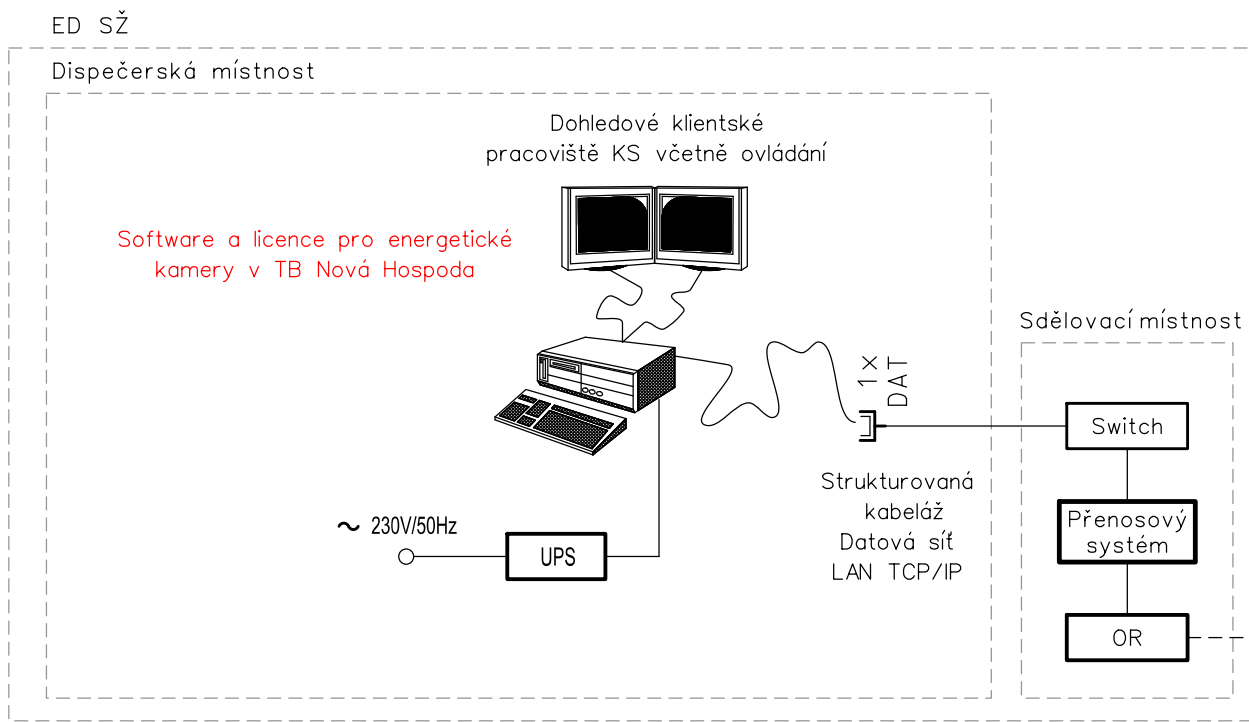 ED SŽ
Dispečerská místnost
Dohledové klientské
pracoviště KS včetně ovládání
Software a licence pro energetické
kamery v TB Nová Hospoda
Sdělovací místnost
1x
DAT
Switch
Strukturovaná
kabeláž
Datová síť
LAN TCP/IP
Přenosový
systém
~ 230V/50Hz
UPS
OR